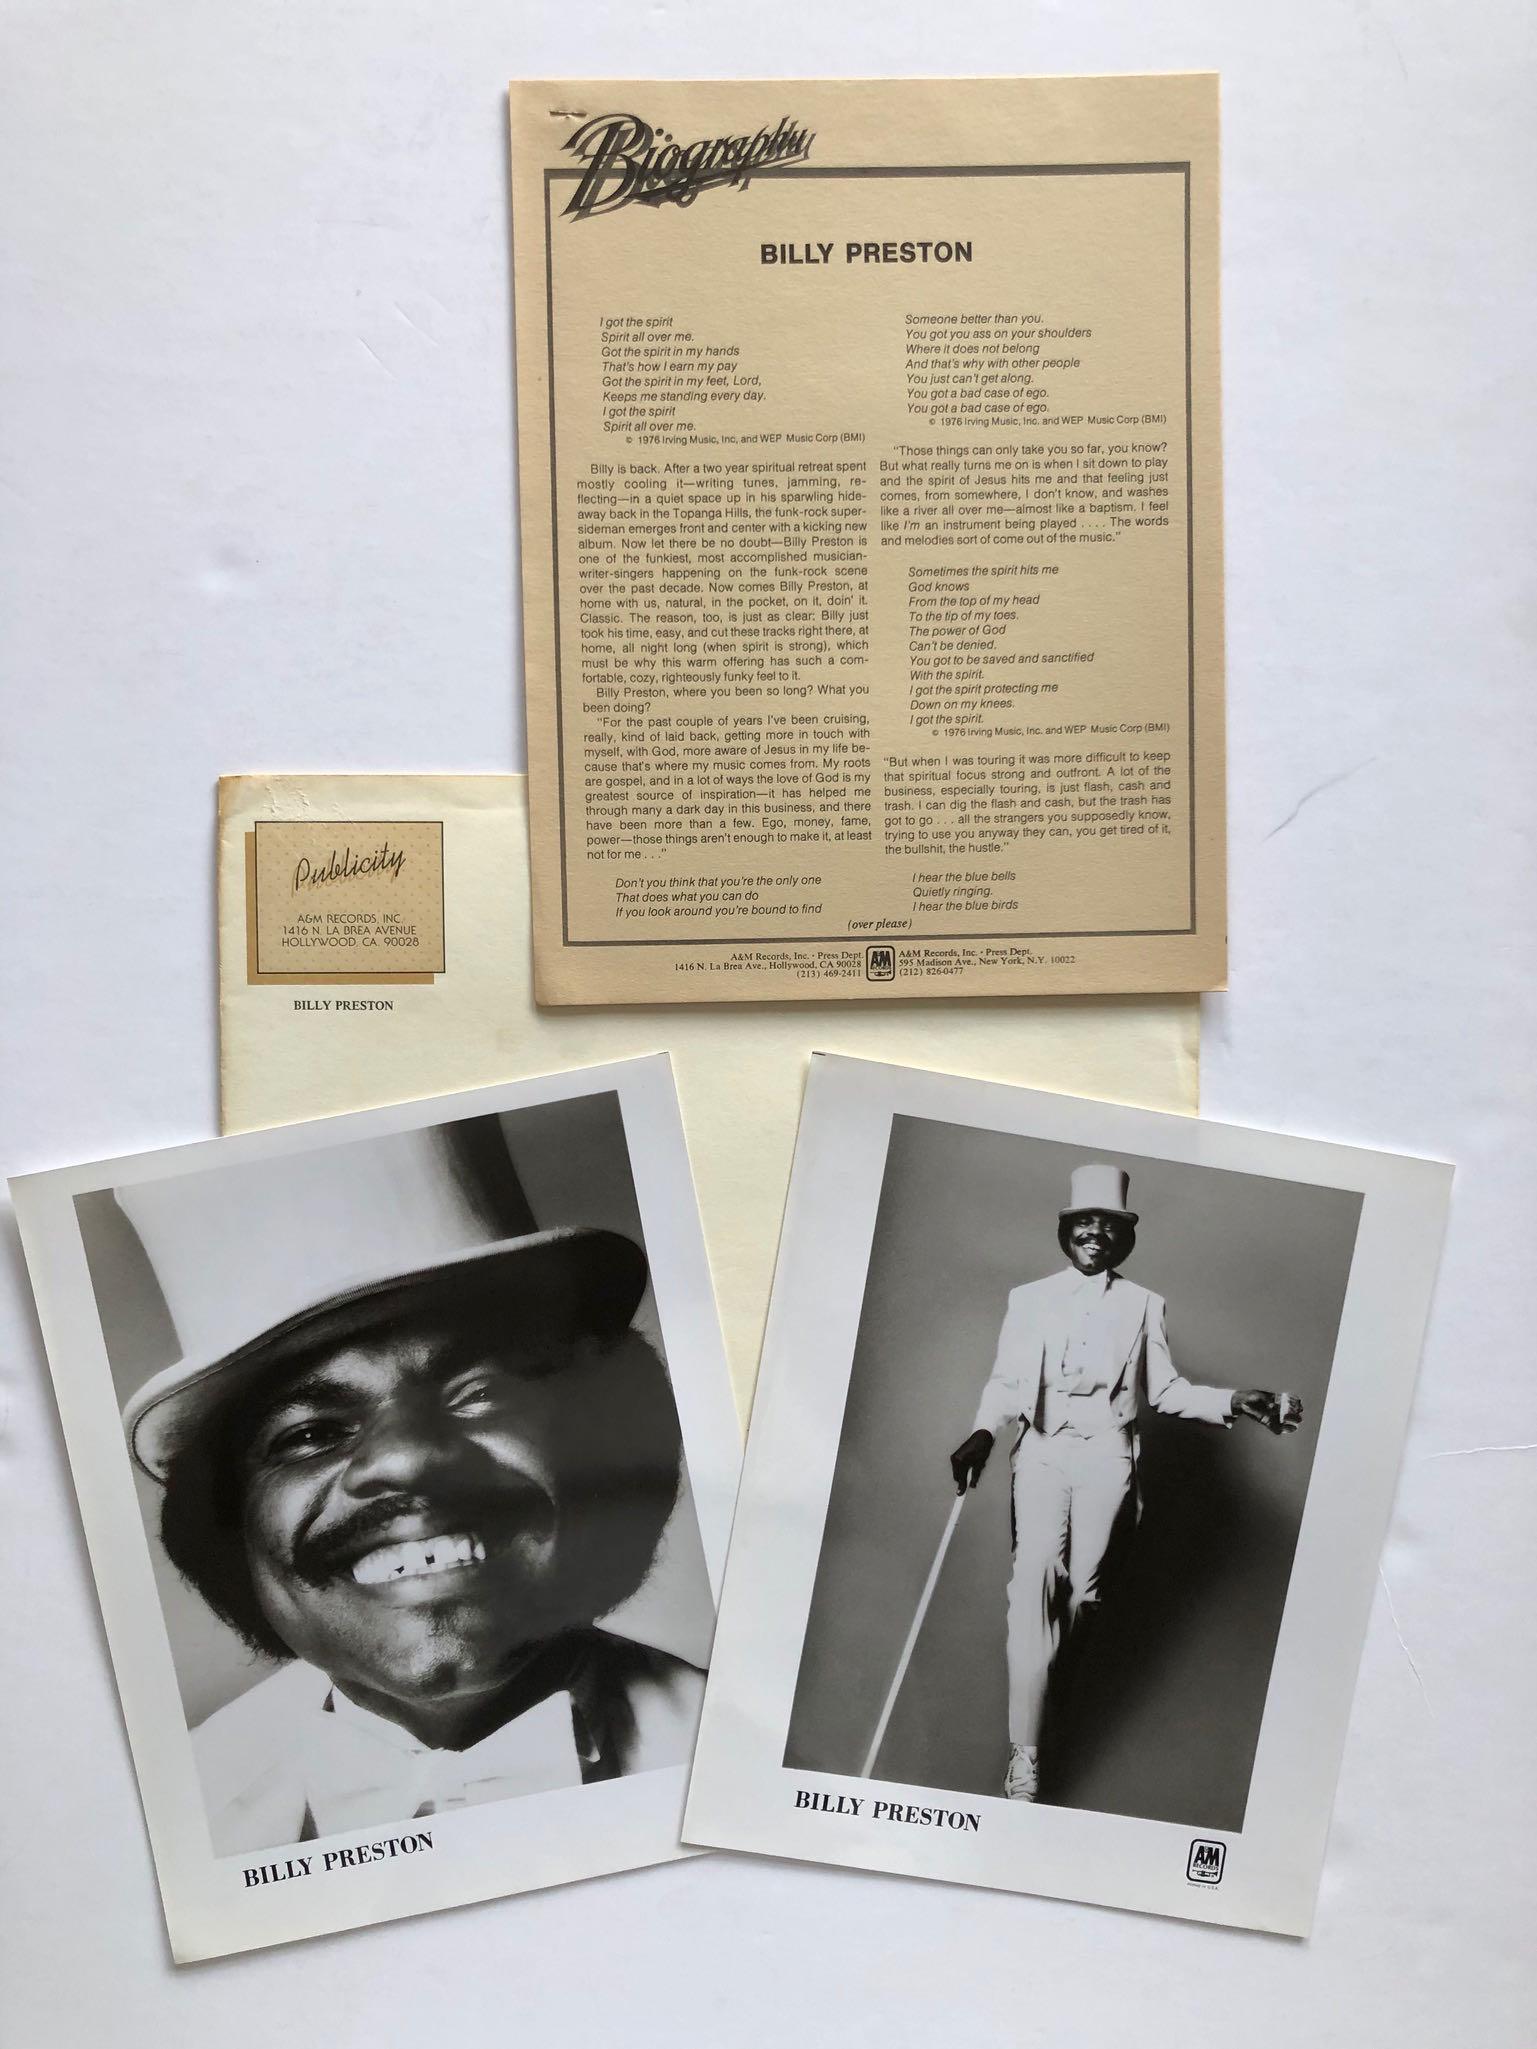 Biography
BILLY PRESTON
I got the spirit
Spirit all over me.
Got the spirit in my hands
That's how I earn my pay
Got the spirit in my feet, Lord,
Keeps me standing every day.
I got the spirit
Spirit all over me.
© 1976 Irving Music, Inc, and WEP Music Corp (BMI)
Billy is back. After a two year spiritual retreat spent
mostly cooling it—writing tunes, jamming, re-
flecting—in a quiet space up in his sparwling hide-
away back in the Topanga Hills, the funk-rock super-
sideman emerges front and center with a kicking new
album. Now let there be no doubt—Billy Preston is
one of the funkiest, most accomplished musician-
writer-singers happening on the funk-rock scene
over the past decade. Now comes Billy Preston, at
home with us, natural, in the pocket, on it, doin' it.
Classic. The reason, too, is just as clear: Billy just
took his time, easy, and cut these tracks right there, at
home, all night long (when spirit is strong), which
must be why this warm offering has such a com-
fortable, cozy, righteously funky feel to it.
Billy Preston, where you been so long? What you
been doing?
"For the past couple of years I've been cruising,
really, kind of laid back, getting more in touch with
myself, with God, more aware of Jesus in my life be-
cause that's where my music comes from. My roots
are gospel, and in a lot of ways the love of God is my
greatest source of inspiration—it has helped me
through many a dark day in this business, and there
have been more than a few. Ego, money, fame,
power—those things aren't enough to make it, at least
not for me . . ."
Don't you think that you're the only one
That does what you can do
If you look around you're bound to find
Someone better than you.
You got you ass on your shoulders
Where it does not belong
And that's why with other people
You just can't get along.
You got a bad case of ego.
You got a bad case of ego.
© 1976 Irving Music, Inc. and WEP Music Corp (BMI)
"Those things can only take you so far, you know?
But what really turns me on is when I sit down to play
and the spirit of Jesus hits me and that feeling just
comes, from somewhere, I don't know, and washes
like a river all over me—almost like a baptism. I feel
like I'm an instrument being played . . . . The words
and melodies sort of come out of the music."
Sometimes the spirit hits me
God knows
From the top of my head
To the tip of my toes.
The power of God
Can't be denied.
You got to be saved and sanctified
With the spirit.
I got the spirit protecting me
Down on my knees.
I got the spirit.
© 1976 Irving Music, Inc. and WEP Music Corp (BMI)
"But when I was touring it was more difficult to keep
that spiritual focus strong and outfront. A lot of the
business, especially touring, is just flash, cash and
trash. I can dig the flash and cash, but the trash has
got to go . . . all the strangers you supposedly know,
trying to use you anyway they can, you get tired of it,
the bullshit, the hustle."
I hear the blue bells
Quietly ringing.
I hear the blue birds
(over please)
A&M Records, Inc. • Press Dept.
1416 N. La Brea Ave., Hollywood, CA 90028
(213) 469-2411
A&M
RECORDS
A&M Records, Inc. • Press Dept.
595 Madison Ave., New York, N.Y. 10022
(212) 826-0477
Publicity
A&M RECORDS, INC.
1416 N. LA BREA AVENUE
HOLLYWOOD, CA. 90028
BILLY PRESTON
BILLY PRESTON
BILLY PRESTON
A&M
RECORDS
PRINTED IN U.S.A.